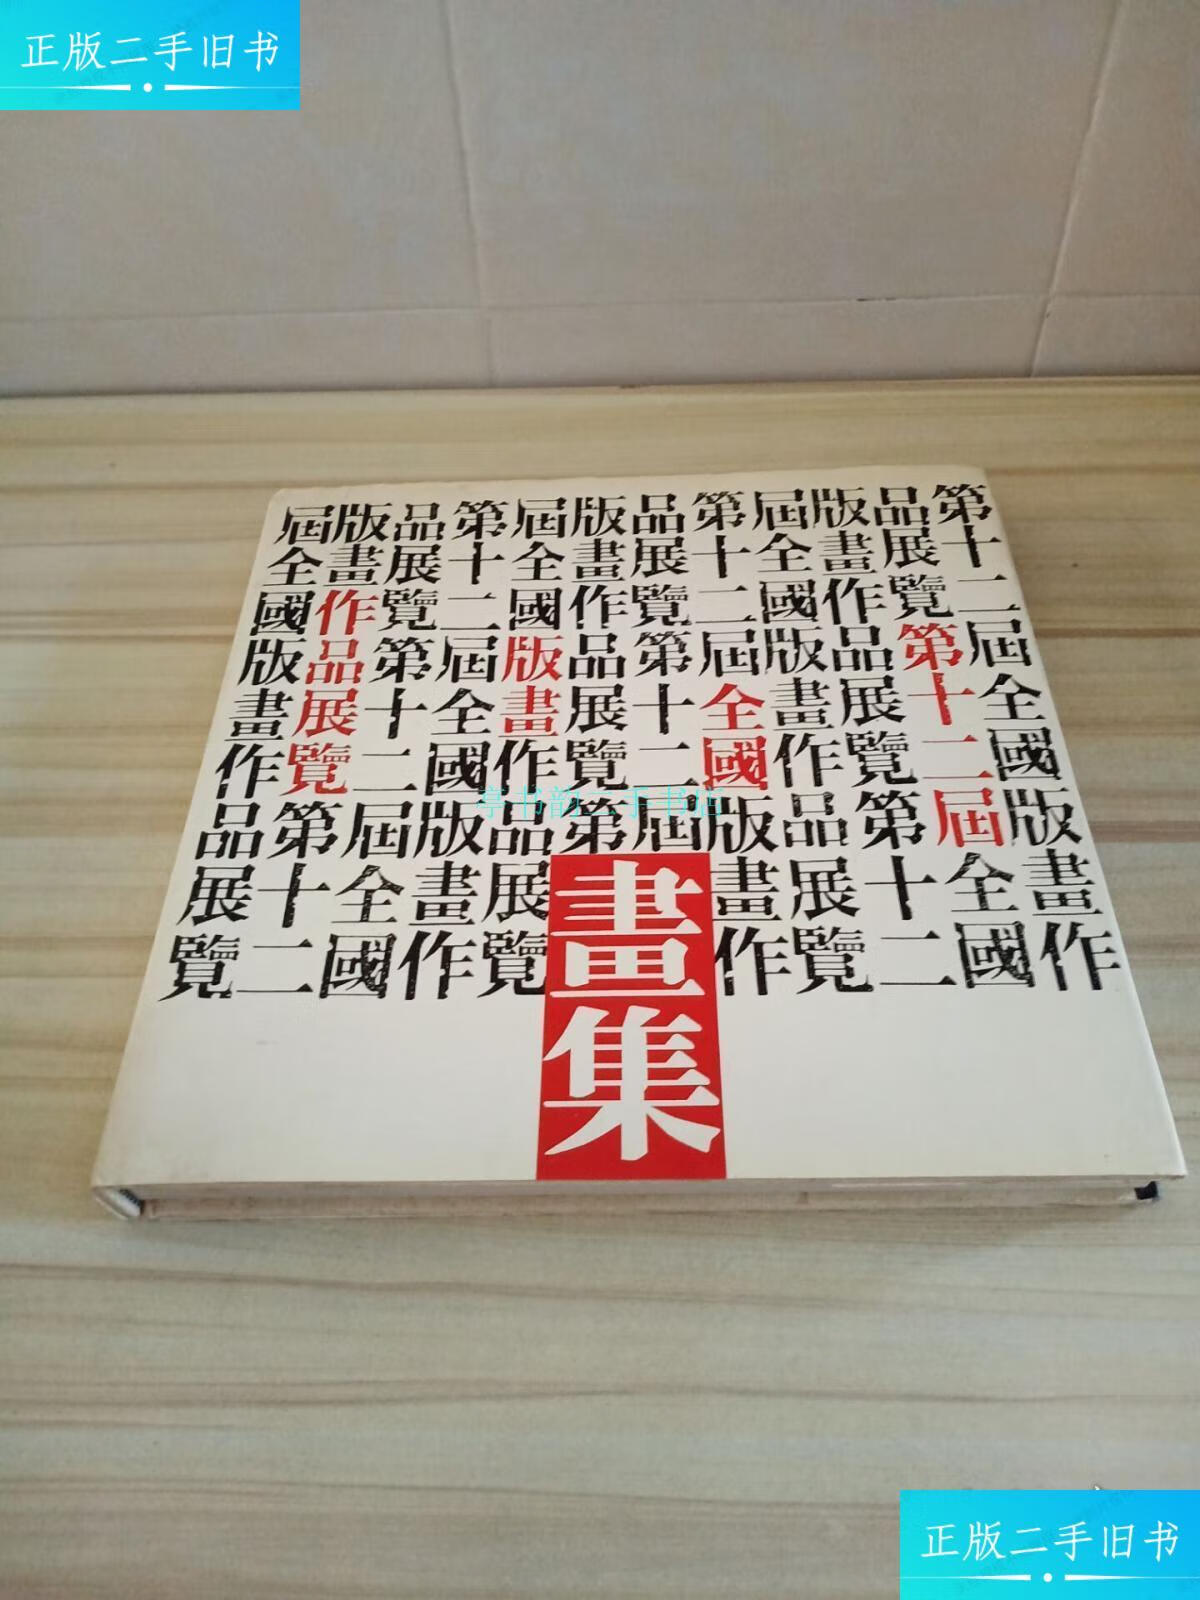 正版二手旧书
第十二屆全國版畫作
品展覽第十二屆全國
版畫作品展覽第十二
屆全國版畫作品展覽
第十二屆全國版畫作
品展覽第十二屆
版畫作品展覽第
屆全國版畫作品展覽
第十二屆全國版畫作
品展覽第十二屆全國
版畫作品展覽第十二
屆全國版畫作品展覽
畫集
亭书韵二手书店
正版二手旧书